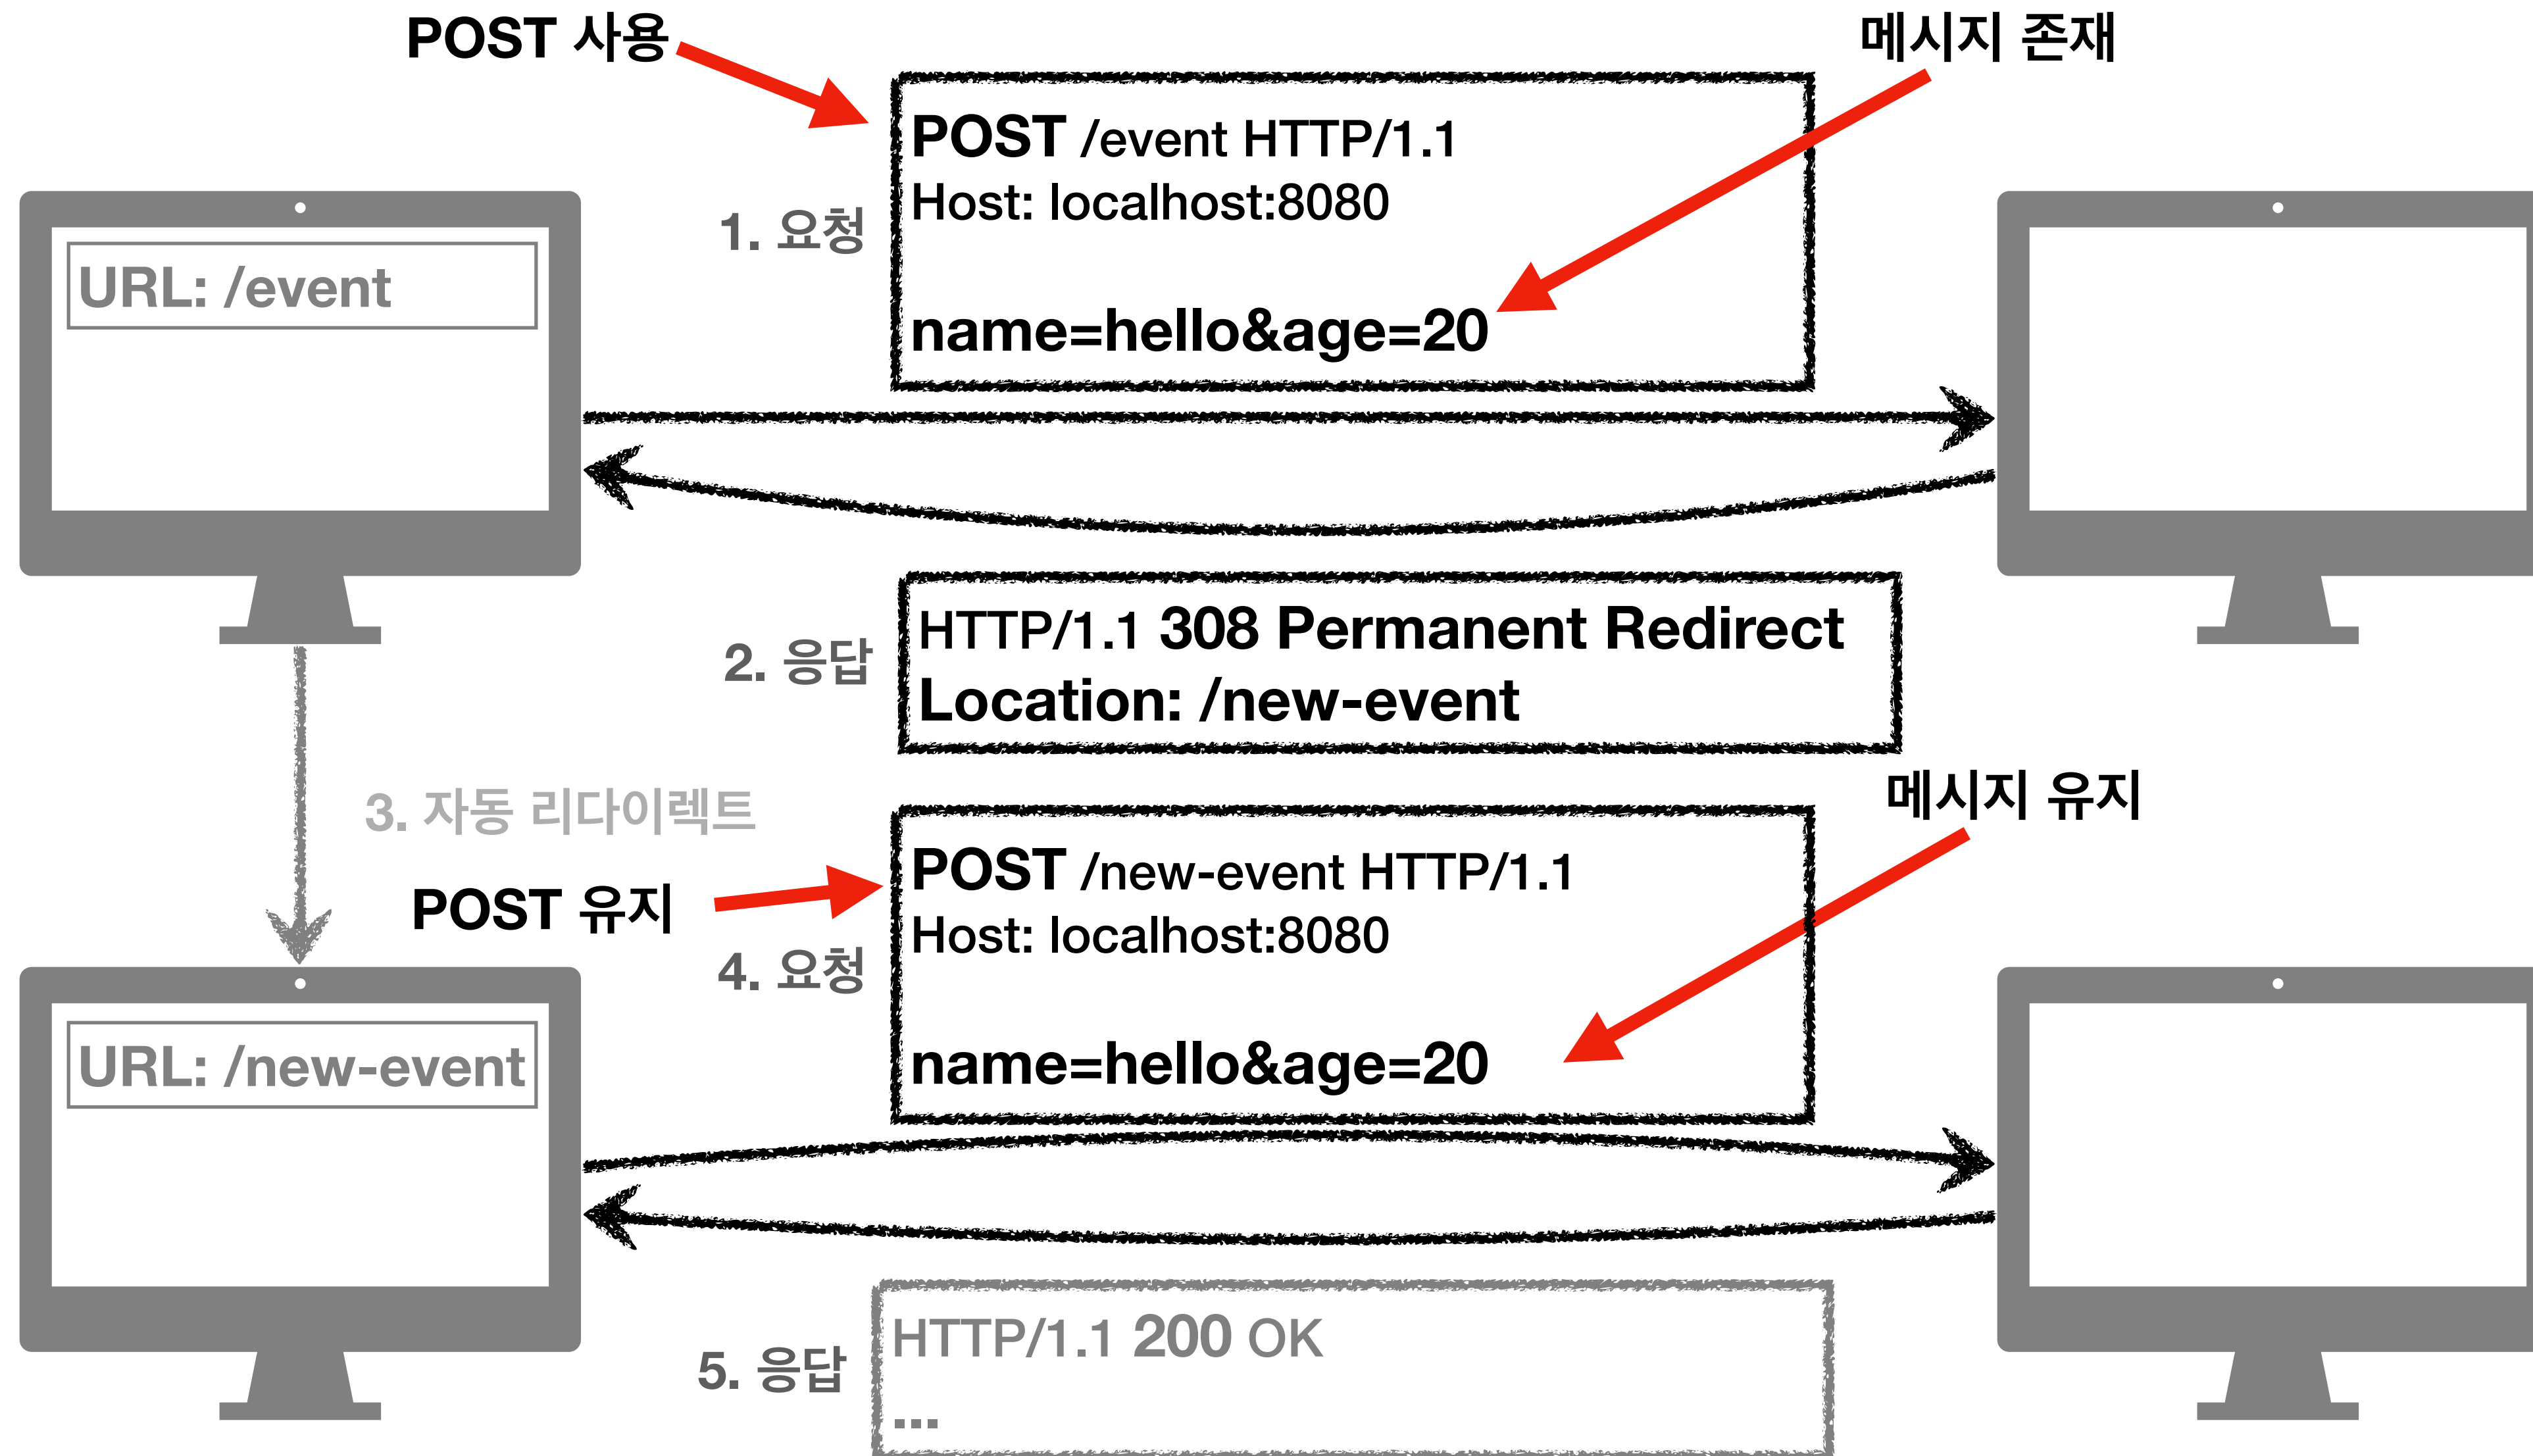 POST 사용
메시지 존재
POST /event HTTP/1.1
Host: localhost:8080
name=hello&age=20
1. 요청
URL: /event
2. 응답
HTTP/1.1 308 Permanent Redirect
Location: /new-event
3. 자동 리다이렉트
메시지 유지
POST 유지
4. 요청
POST /new-event HTTP/1.1
Host: localhost:8080
name=hello&age=20
URL: /new-event
5. 응답
HTTP/1.1 200 OK
...